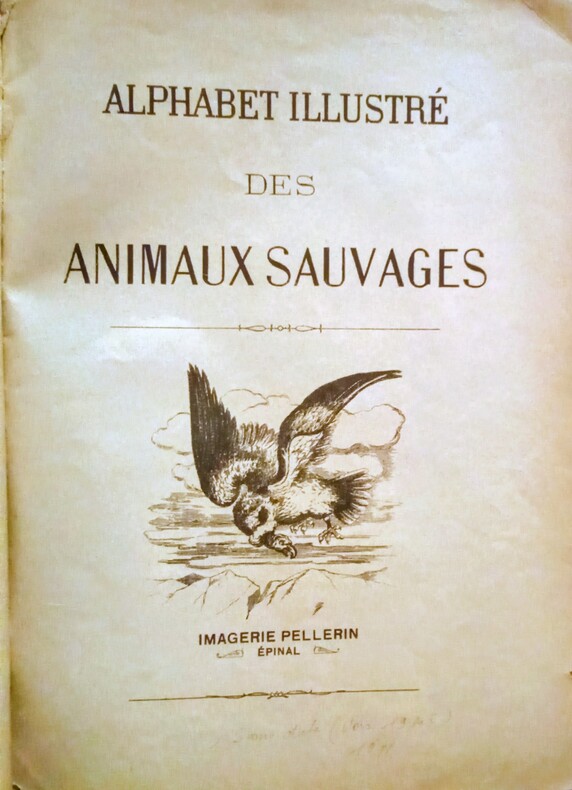 ALPHABET ILLUSTRÉ
DES
ANIMAUX SAUVAGES
IMAGERIE PELLERIN
ÉPINAL